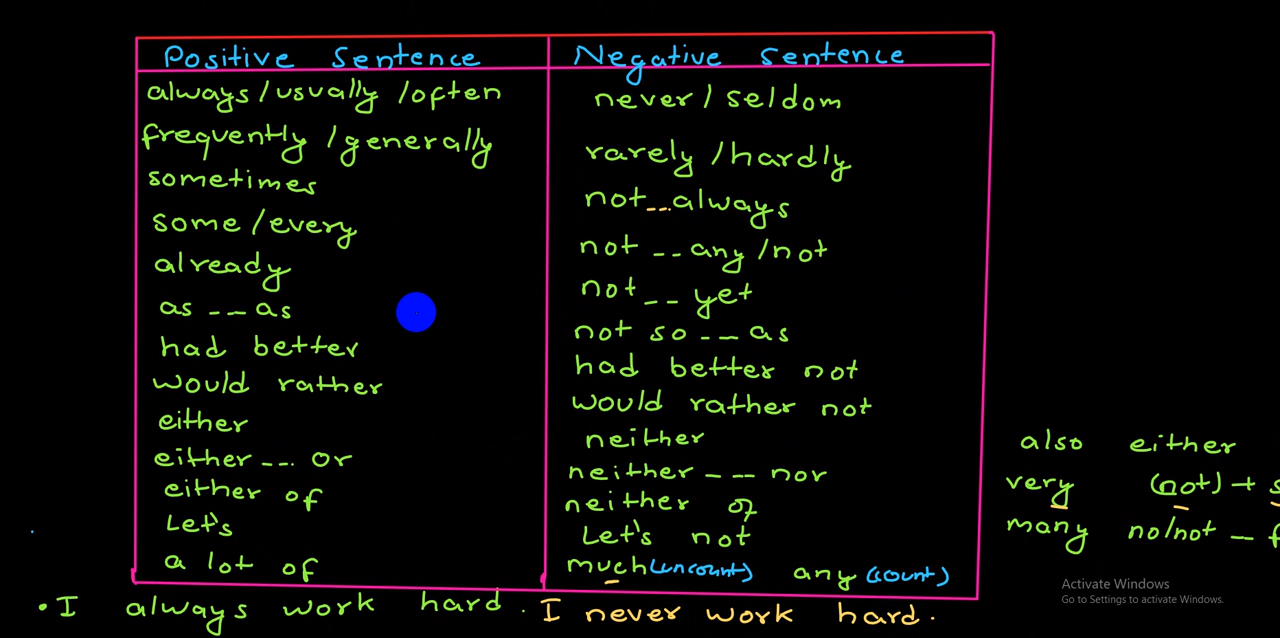 Positive Sentence Negative Sentence
always/usually/often never/seldom
frequently/generally rarely/hardly
sometimes not...always
some/every not -- any/not
already not -- yet
as -- as not so -- as
had better had better not
would rather would rather not
either neither
either --- or neither --- nor
either of neither of
Let's Let's not
a lot of much (uncount) any (count)
also either
very (not) +
many no/not --
Activate Windows
Go to Settings to activate Windows.
• I always work hard. I never work hard.